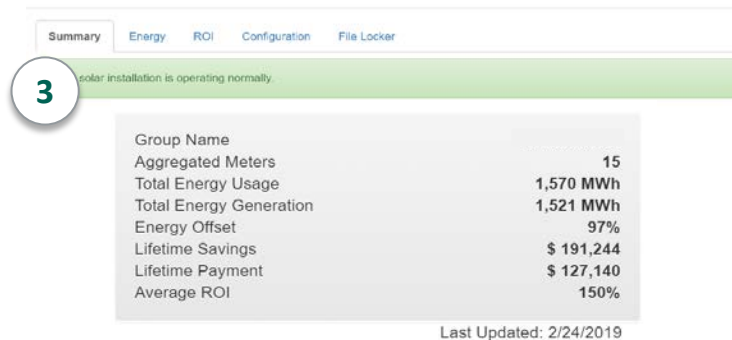 Summary Energy ROI Configuration File Locker
3
solar installation is operating normally.
Group Name
Aggregated Meters 15
Total Energy Usage 1,570 MWh
Total Energy Generation 1,521 MWh
Energy Offset 97%
Lifetime Savings $ 191,244
Lifetime Payment $ 127,140
Average ROI 150%
Last Updated: 2/24/2019